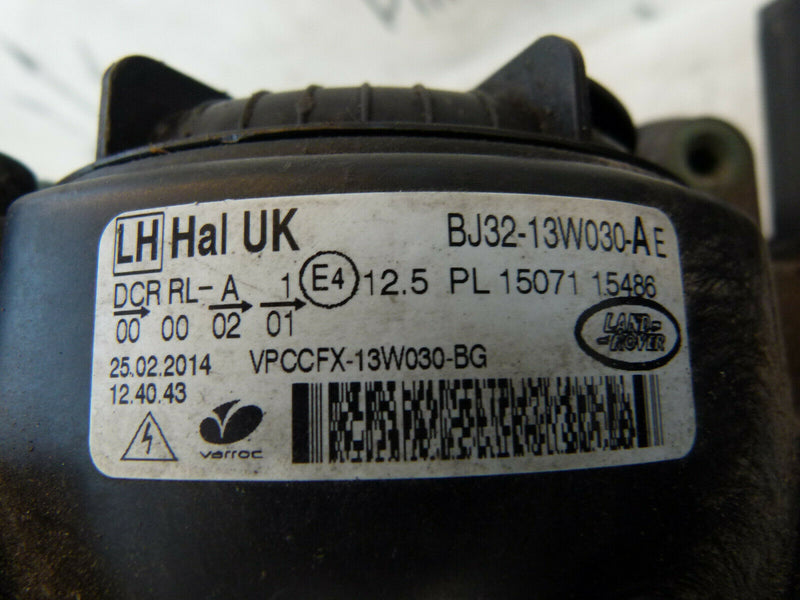 LH Hal UK BJ32-13W030-AE
DCR RL- A 1 E4 12.5 PL 15071 15486
00 00 02 01
LAND-
-ROVER
25.02.2014 VPCCFX-13W030-BG
12.40.43
varroc